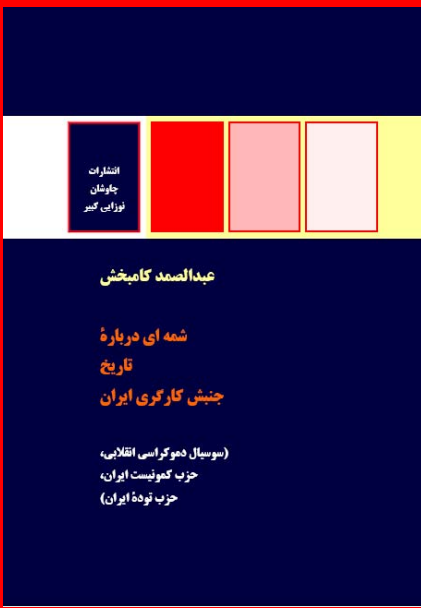 انتشارات
چاوشان
نوزایی کبیر
عبدالصمد کامبخش
شمه ای دربارهٔ
تاریخ
جنبش کارگری ایران
(سوسیال دموکراسی انقلابی،
حزب کمونیست ایران،
حزب تودهٔ ایران)